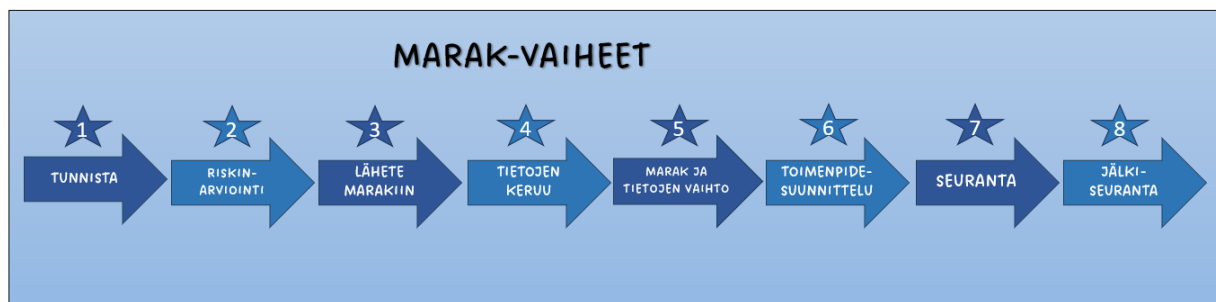 MARAK-VAIHEET
1
TUNNISTA
2
RISKIN-
ARVIOINTI
3
LÄHETE
MARAKIIN
4
TIETOJEN
KERUU
5
MARAK JA
TIETOJEN VAIHTO
6
TOIMENPIDE-
SUUNNITTELU
7
SEURANTA
8
JÄLKI-
SEURANTA